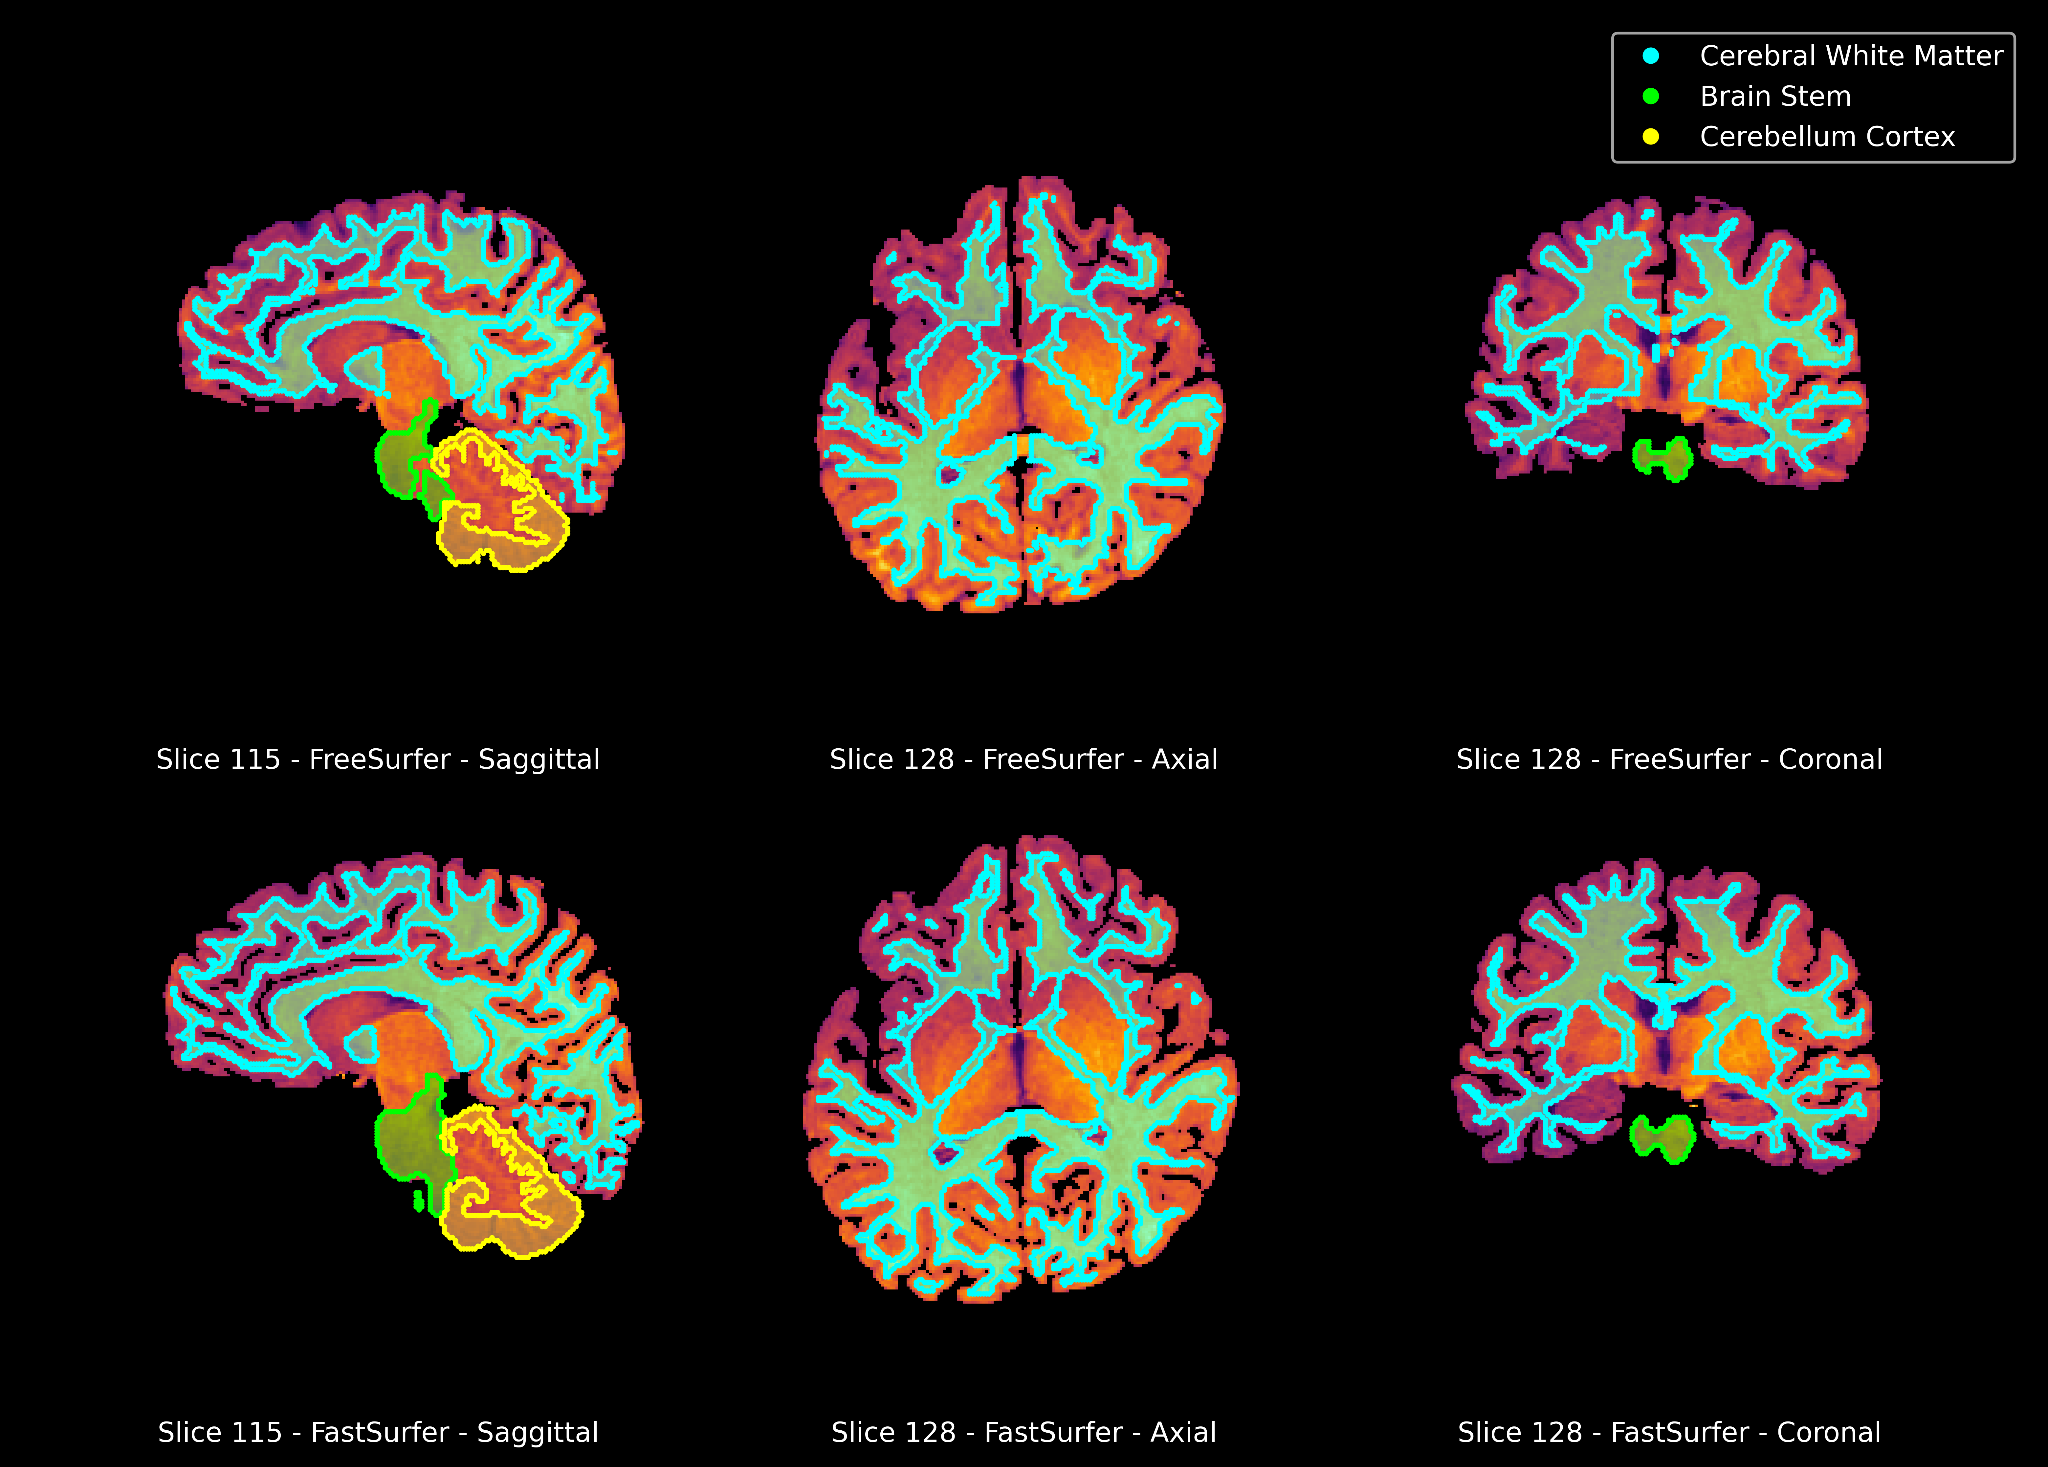 Cerebral White Matter
Brain Stem
Cerebellum Cortex
Slice 115 - FreeSurfer - Saggittal
Slice 128 - FreeSurfer - Axial
Slice 128 - FreeSurfer - Coronal
Slice 115 - FastSurfer - Saggittal
Slice 128 - FastSurfer - Axial
Slice 128 - FastSurfer - Coronal